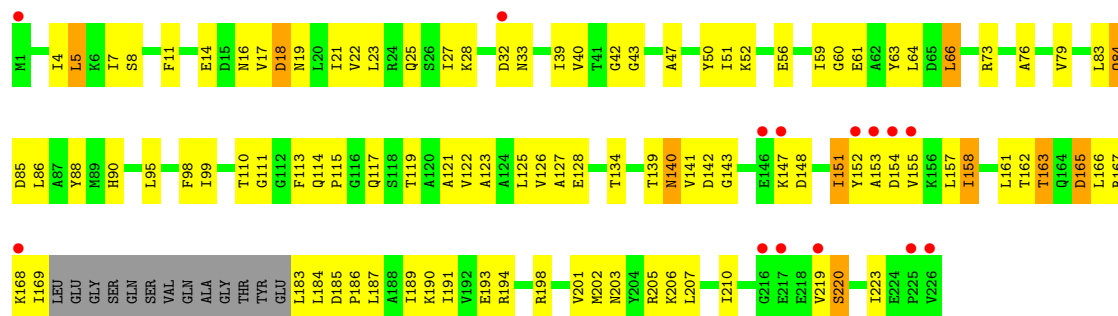 M1 I4 L5 K6 I7 S8 F11 E14 D15 N16 V17 D18 N19 L20 I21 V22 L23 R24 Q25 S26 I27 K28 D32 N33 I39 V40 T41 G42 G43 A47 Y50 K51 K52 E56 I59 G60 E61 A62 Y63 L64 D65 L66 R73 A76 V79 L83 Q84
D85 L86 A87 Y88 M89 H90 L95 F98 I99 T110 G111 G112 F113 Q114 P115 G116 Q117 S118 T119 A120 A121 V122 A123 A124 L125 V126 A127 E128 T134 T139 N140 V141 D142 G143 E146 K147 D148 I151 Y152 A153 D154 V155 K156 L157 I158 L161 T162 T163 Q164 D165 L166 R167
K168 I169 LEU GLU GLY SER GLN SER VAL GLN ALA GLY THR TYR GLU L183 L184 D185 P186 L187 A188 I189 K190 I191 V192 E193 R194 R198 V201 M202 N203 Y204 R205 K206 L207 I210 G216 E217 E218 V219 S220 I223 E224 P225 V226